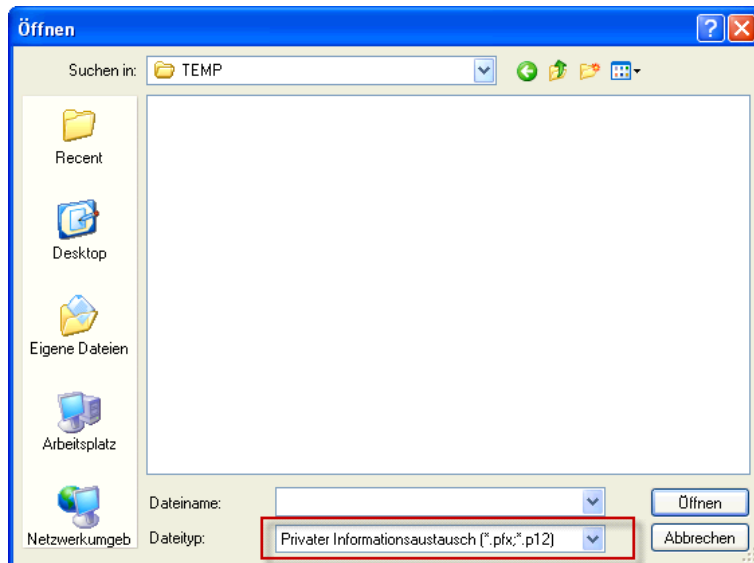 Öffnen
Suchen in: TEMP
Recent
Desktop
Eigene Dateien
Arbeitsplatz
Netzwerkumgeb
Dateiname:
Öffnen
Dateityp: Privater Informationsaustausch (*.pfx;*.p12)
Abbrechen